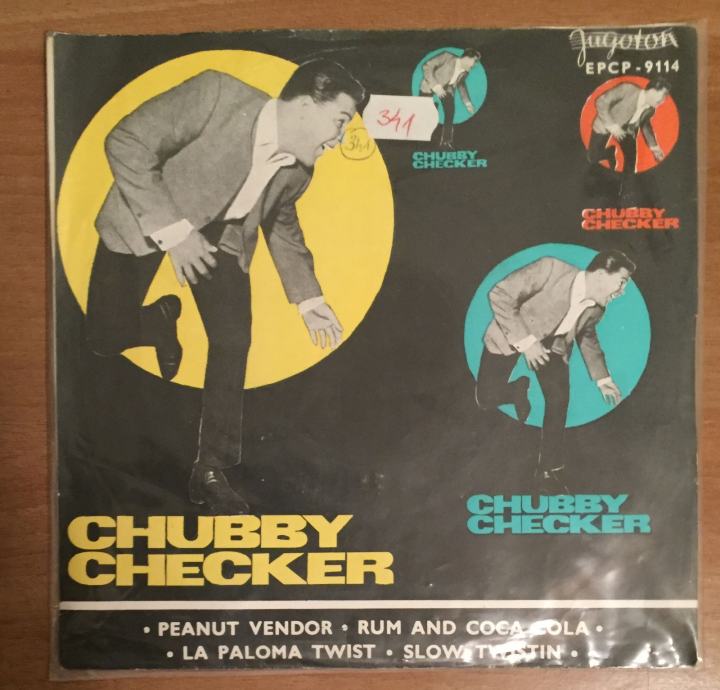 Jugoton
EPCP - 9114
341
341
CHUBBY
CHECKER
CHUBBY
CHECKER
CHUBBY
CHECKER
CHUBBY
CHECKER
• PEANUT VENDOR • RUM AND COCA COLA •
• LA PALOMA TWIST • SLOW TWISTIN •